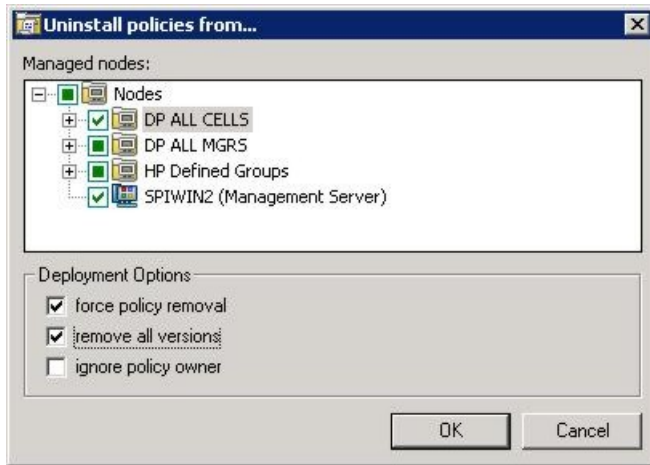 Uninstall policies from...
Managed nodes:
Nodes
DP ALL CELLS
DP ALL MGRS
HP Defined Groups
SPIWIN2 (Management Server)
Deployment Options
force policy removal
remove all versions
ignore policy owner
OK Cancel